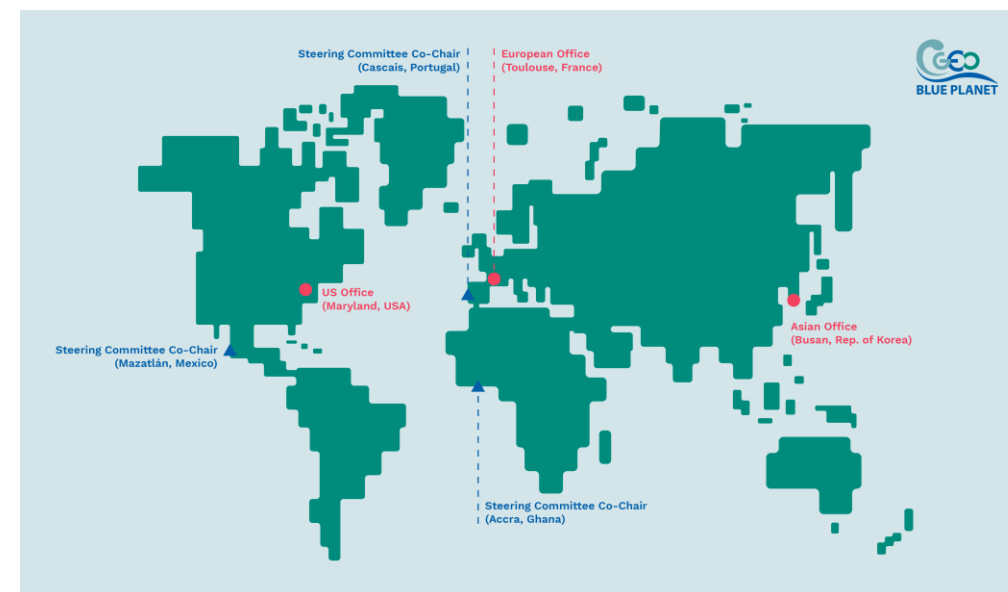 Steering Committee Co-Chair
(Cascais, Portugal)
European Office
(Toulouse, France)
GEO
BLUE PLANET
US Office
(Maryland, USA)
Asian Office
(Busan, Rep. of Korea)
Steering Committee Co-Chair
(Mazatlán, Mexico)
Steering Committee Co-Chair
(Accra, Ghana)